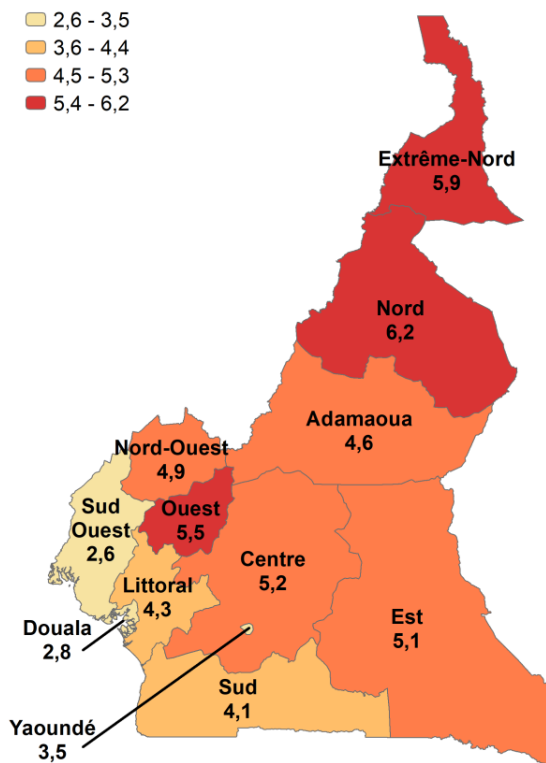 2,6 - 3,5
3,6 - 4,4
4,5 - 5,3
5,4 - 6,2
Extrême-Nord
5,9
Nord
6,2
Adamaoua
4,6
Nord-Ouest
4,9
Ouest
5,5
Sud
Ouest
2,6
Centre
5,2
Littoral
4,3
Est
5,1
Douala
2,8
Sud
4,1
Yaoundé
3,5